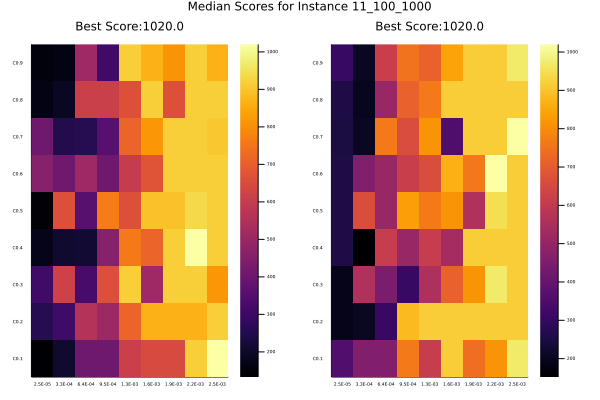 Median Scores for Instance 11_100_1000
Best Score:1020.0
C0.9
C0.8
C0.7
C0.6
C0.5
C0.4
C0.3
C0.2
C0.1
2.5E-05 3.3E-04 6.4E-04 9.5E-04 1.3E-03 1.6E-03 1.9E-03 2.2E-03 2.5E-03
1000
900
800
700
600
500
400
300
200
Best Score:1020.0
C0.9
C0.8
C0.7
C0.6
C0.5
C0.4
C0.3
C0.2
C0.1
2.5E-05 3.3E-04 6.4E-04 9.5E-04 1.3E-03 1.6E-03 1.9E-03 2.2E-03 2.5E-03
1000
900
800
700
600
500
400
300
200